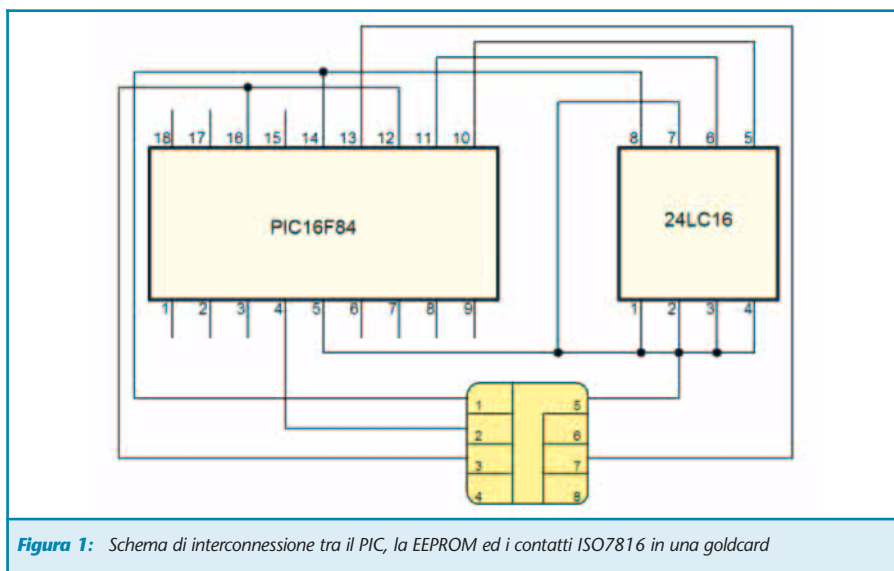 18 17 16 15 14 13 12 11 10
8 7 6 5
PIC16F84
24LC16
1 2 3 4 5 6 7 8 9
1 2 3 4
1 5
2 6
3 7
4 8
Figura 1: Schema di interconnessione tra il PIC, la EEPROM ed i contatti ISO7816 in una goldcard